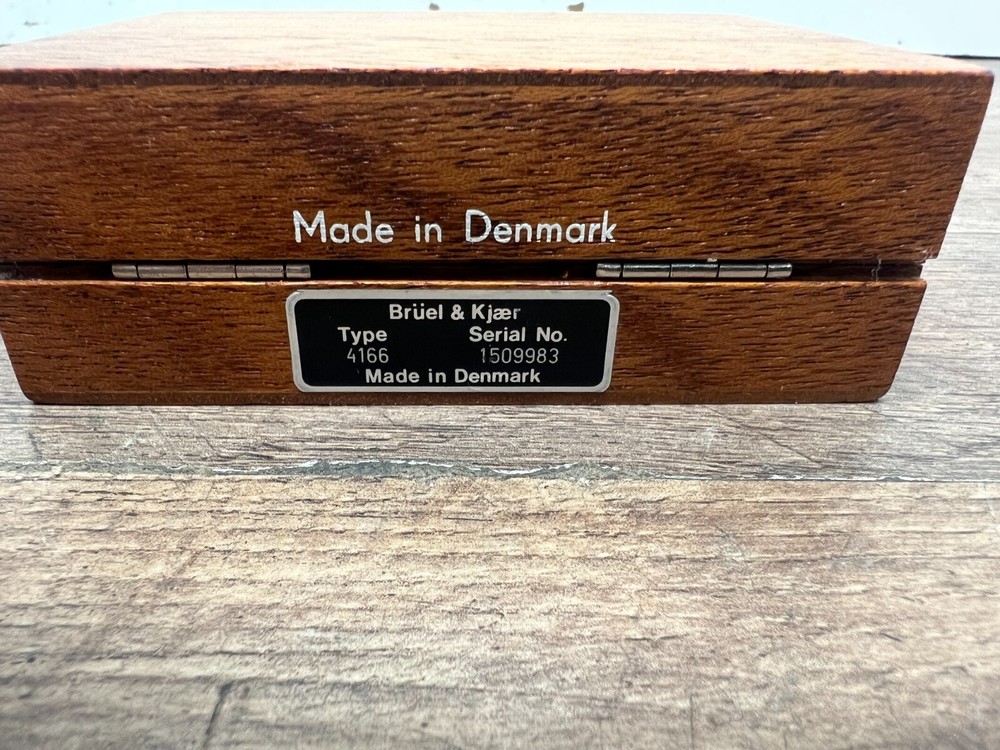 Made in Denmark
Brüel & Kjær
Type Serial No.
4166 1509983
Made in Denmark